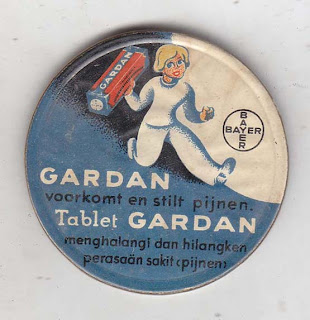 GARDAN
BAYER
BAYER
GARDAN
voorkomt en stilt pijnen.
Tablet GARDAN
menghalangi dan hilangken
perasaän sakit (pijnen)